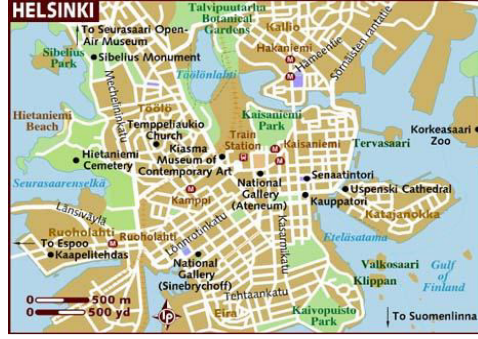 HELSINKI
To Seurasaari Open-
Air Museum
Talvipuutarha
Botanical
Gardens
Kallio
Hakaniemi
Hämeentie
Sörnäisten rantatie
Sibelius
Park
Sibelius Monument
Mechelininkatu
Töölönlahti
M
M
Töölö
Hietaniemi
Beach
Temppeliaukio
Church
Kaisaniemi
Park
Train
Station
Kaisaniemi
M
M
Tervasaari
Korkeasaari
Zoo
Kiasma
Museum of
Contemporary Art
Hietaniemi
Cemetery
Senaatintori
Uspenski Cathedral
Seurasaarenselkä
National
Gallery
(Ateneum)
Kauppatori
Katajanokka
M
Kamppi
Länsiväylä
Ruoholahti
M
Ruoholahti
Lönnrotinkatu
Kasarmikatu
Eteläsatama
To Espoo
Kaapelitehdas
National
Gallery
(Sinebrychoff)
Valkosaari
Klippan
Gulf
of
Finland
Tehtaankatu
0 500 m
0 500 yd
LP
Eira
Kaivopuisto
Park
To Suomenlinna